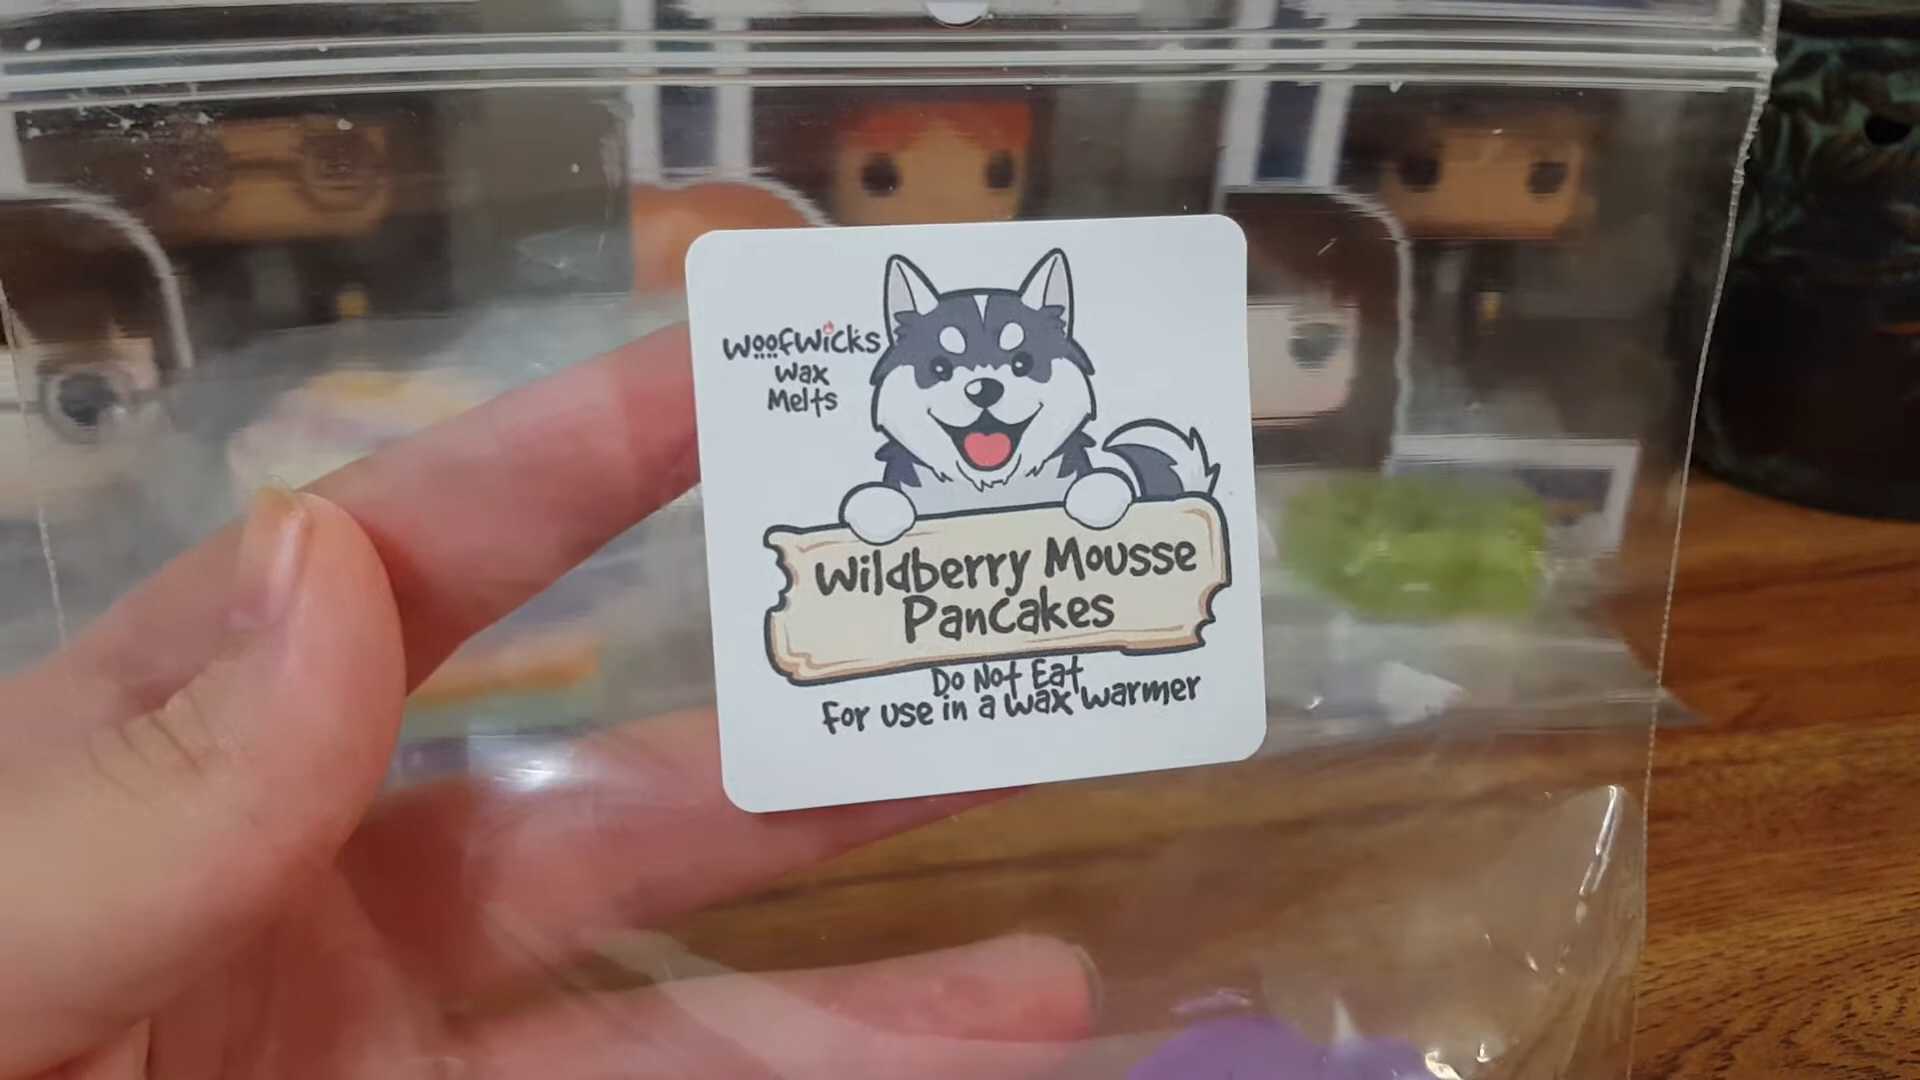 WoofWicks
Wax
Melts
Wildberry Mousse
Pancakes
Do Not Eat
For use in a wax warmer